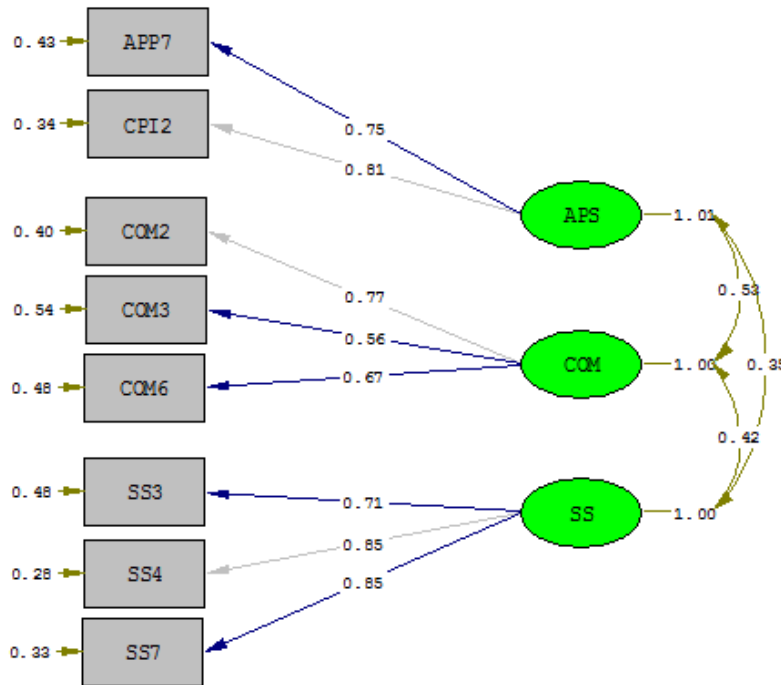 0.43 APP7
0.75
0.34 CPI2
0.81
APS 1.01
0.40 COM2
0.77
0.53
0.54 COM3
0.56
COM 1.00 0.35
0.48 COM6
0.67
0.42
0.48 SS3
0.71
SS 1.00
0.85
0.28 SS4
0.85
0.33 SS7